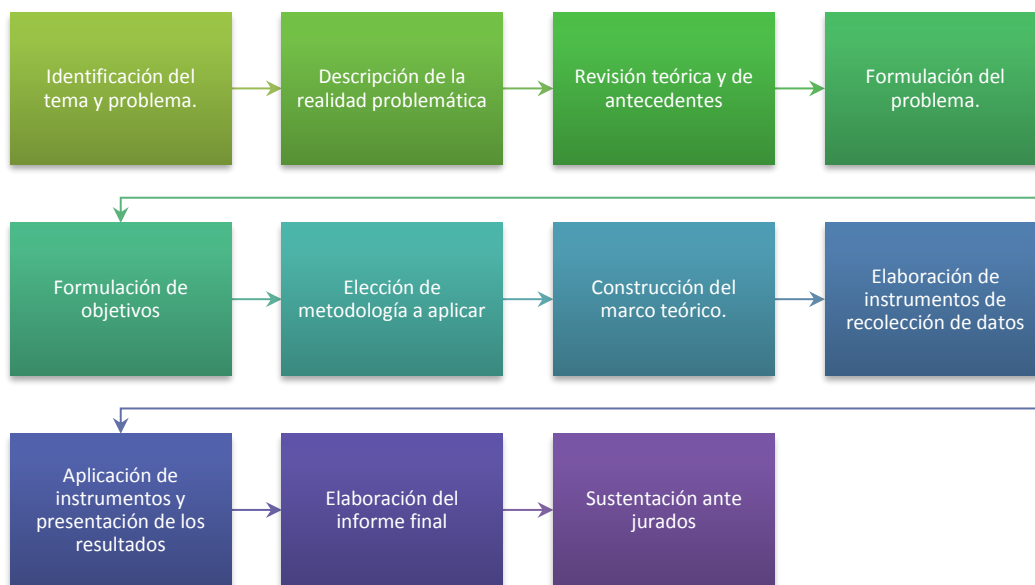 Identificación del
tema y problema.
Descripción de la
realidad problemática
Revisión teórica y de
antecedentes
Formulación del
problema.
Formulación de
objetivos
Elección de
metodología a aplicar
Construcción del
marco teórico.
Elaboración de
instrumentos de
recolección de datos
Aplicación de
instrumentos y
presentación de los
resultados
Elaboración del
informe final
Sustentación ante
jurados